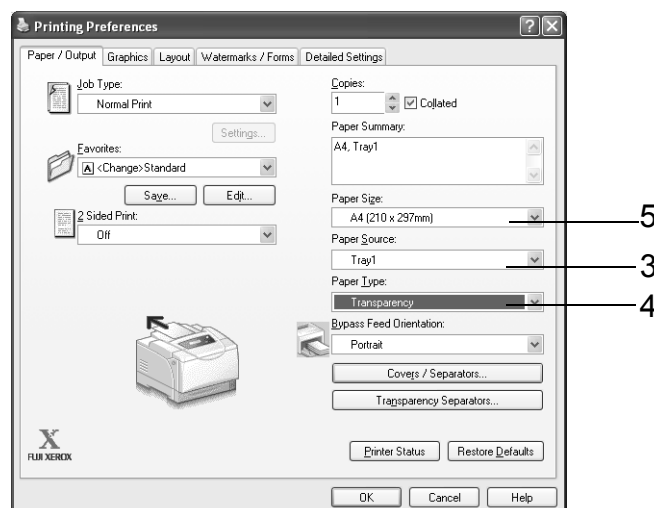 Printing Preferences
Paper / Output Graphics Layout Watermarks / Forms Detailed Settings
Job Type:
Normal Print
Settings...
Favorites:
A <Change>Standard
Save... Edit...
2 Sided Print:
Off
FUJI XEROX
Copies:
1 Collated
Paper Summary:
A4, Tray1
Paper Size:
A4 (210 x 297mm) 5
Paper Source:
Tray1 3
Paper Type:
Transparency 4
Bypass Feed Orientation:
Portrait
Covers / Separators...
Transparency Separators...
Printer Status Restore Defaults
OK Cancel Help